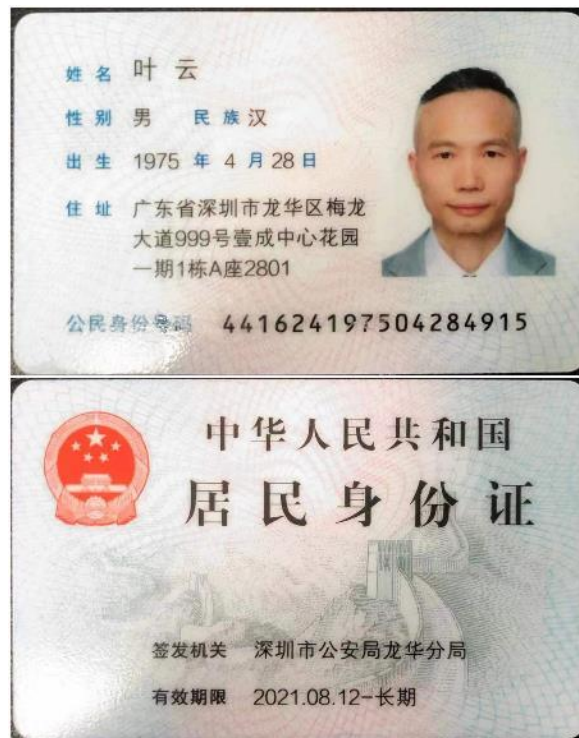 姓名 叶云
性别 男 民族 汉
出生 1975 年 4 月 28 日
住址 广东省深圳市龙华区梅龙
大道999号壹成中心花园
一期1栋A座2801
公民身份号码 441624197504284915
中华人民共和国
居民身份证
签发机关 深圳市公安局龙华分局
有效期限 2021.08.12-长期